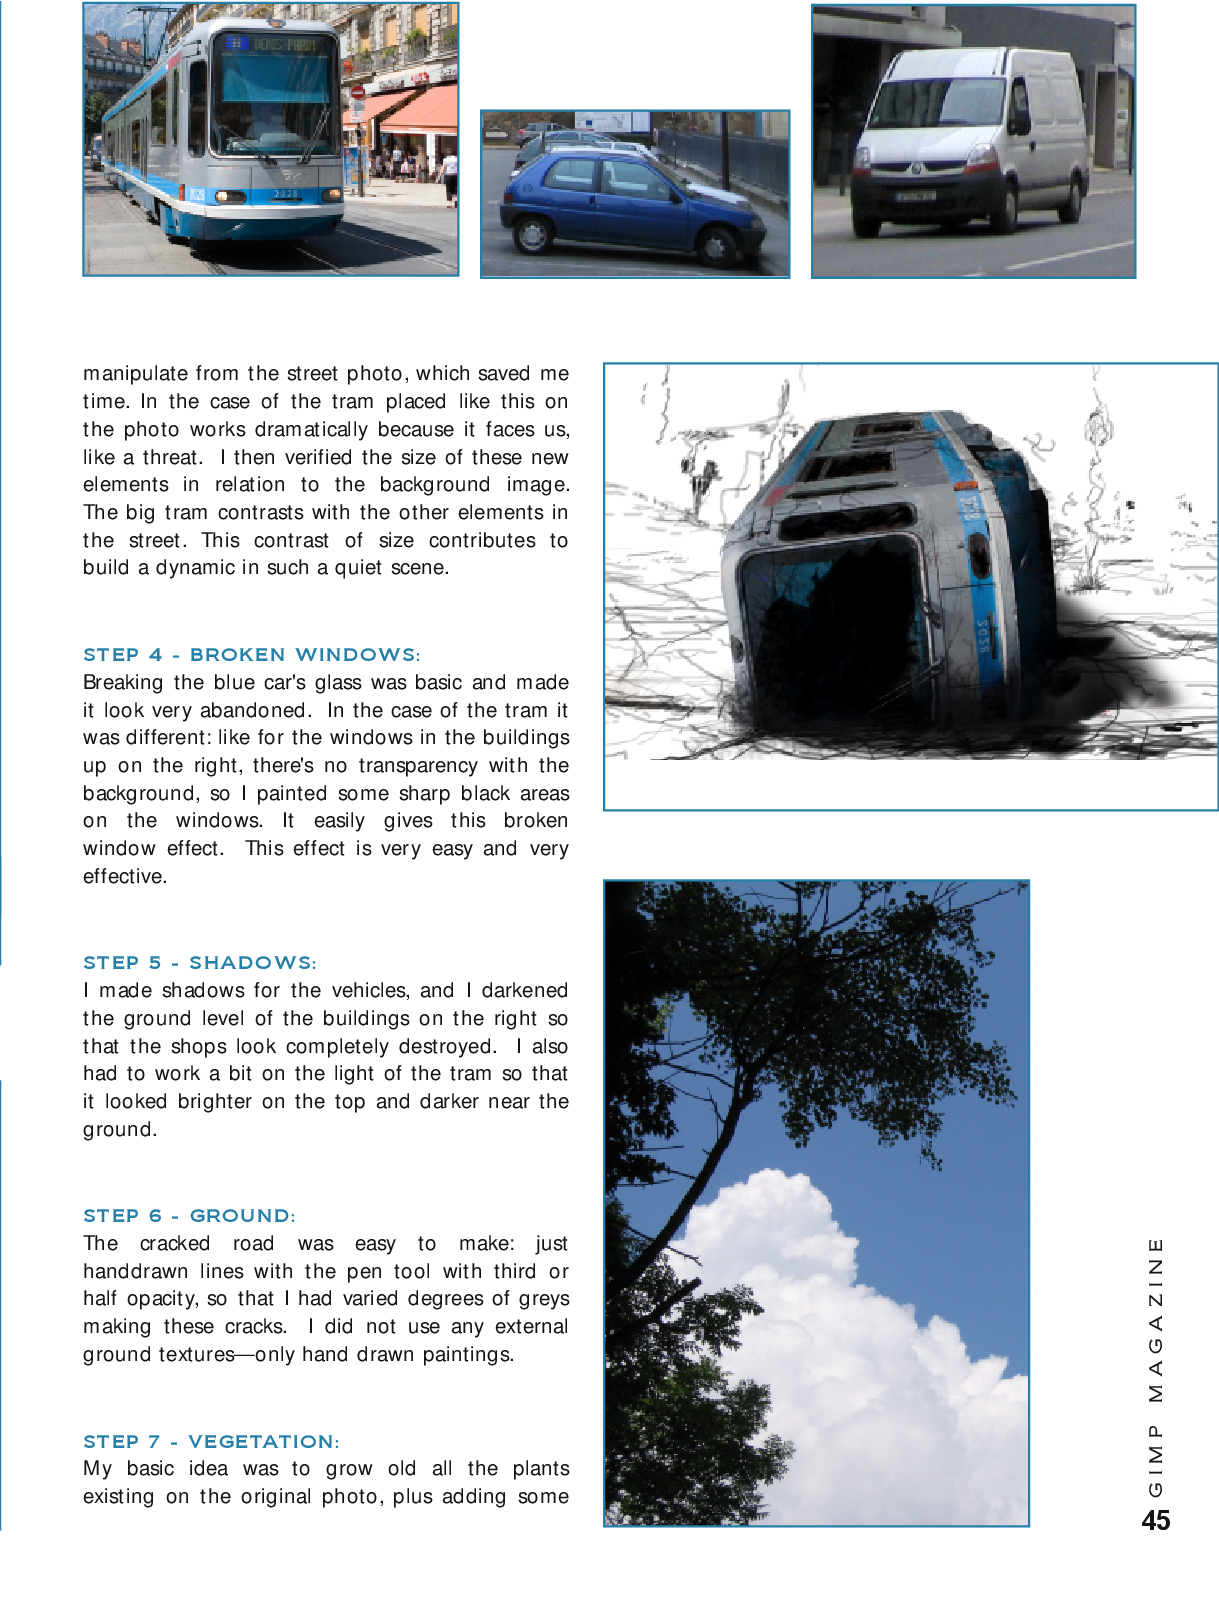 DENIS PAPIN
2028
2028
manipulate from the street photo, which saved me
time. In the case of the tram placed like this on
the photo works dramatically because it faces us,
like a threat. I then verified the size of these new
elements in relation to the background image.
The big tram contrasts with the other elements in
the street. This contrast of size contributes to
build a dynamic in such a quiet scene.
2028
2028
STEP 4 - BROKEN WINDOWS:
Breaking the blue car's glass was basic and made
it look very abandoned. In the case of the tram it
was different: like for the windows in the buildings
up on the right, there's no transparency with the
background, so I painted some sharp black areas
on the windows. It easily gives this broken
window effect. This effect is very easy and very
effective.
STEP 5 - SHADOWS:
I made shadows for the vehicles, and I darkened
the ground level of the buildings on the right so
that the shops look completely destroyed. I also
had to work a bit on the light of the tram so that
it looked brighter on the top and darker near the
ground.
STEP 6 - GROUND:
The cracked road was easy to make: just
handdrawn lines with the pen tool with third or
half opacity, so that I had varied degrees of greys
making these cracks. I did not use any external
ground textures—only hand drawn paintings.
STEP 7 - VEGETATION:
My basic idea was to grow old all the plants
existing on the original photo, plus adding some
GIMP MAGAZINE
45